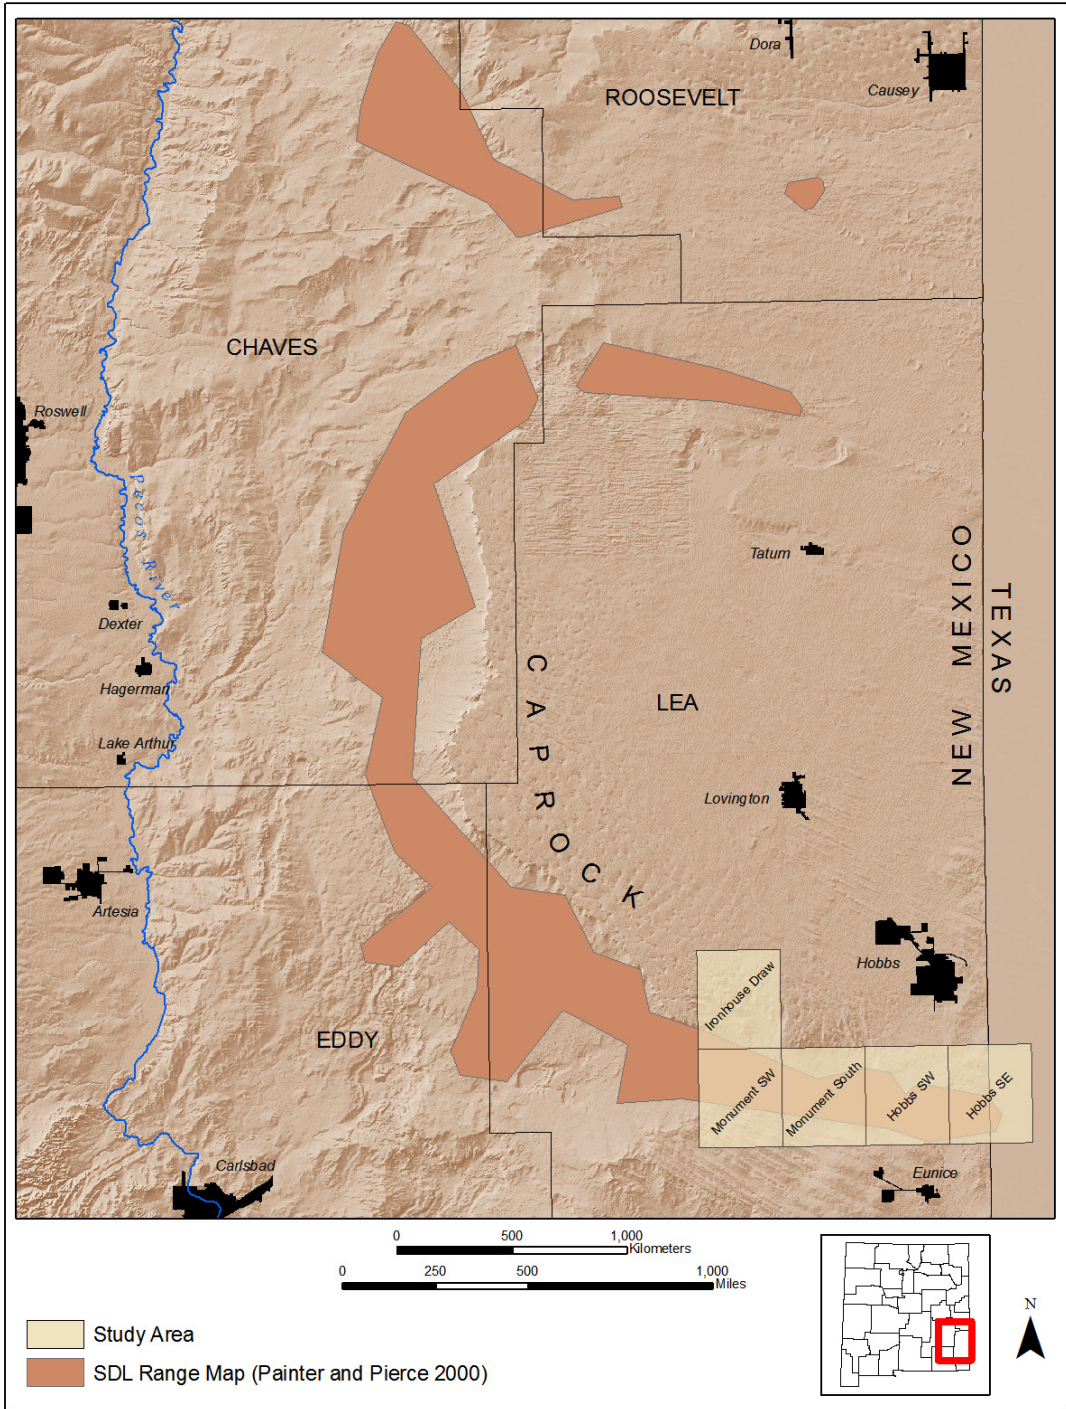 Dora
Causey
ROOSEVELT
CHAVES
Roswell
Pecos River
Tatum
NEW MEXICO
TEXAS
Dexter
Hagerman
CAPROCK
LEA
Lake Arthur
Lovington
Artesia
Hobbs
Ironhouse Draw
EDDY
Monument SW
Monument South
Hobbs SW
Hobbs SE
Carlsbad
Eunice
0 500 1,000
Kilometers
0 250 500 1,000
Miles
N
Study Area
SDL Range Map (Painter and Pierce 2000)